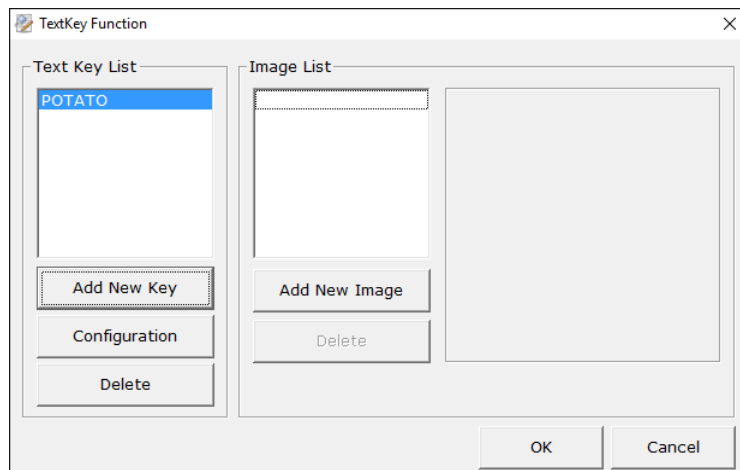 TextKey Function
Text Key List
POTATO
Add New Key
Configuration
Delete
Image List
Add New Image
Delete
OK
Cancel